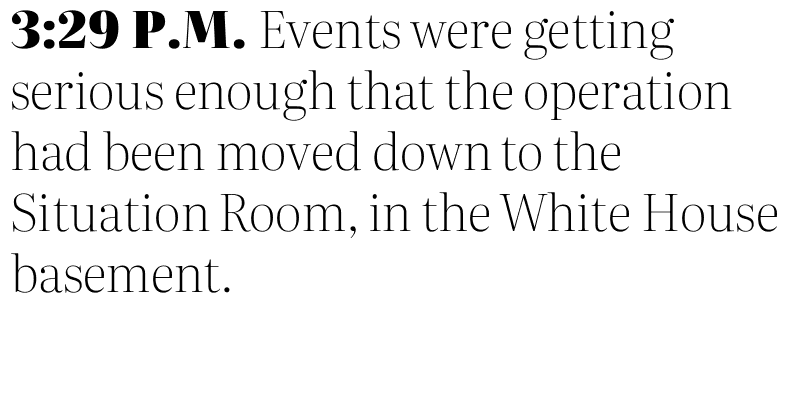 3:29 P.M. Events were getting
serious enough that the operation
had been moved down to the
Situation Room, in the White House
basement.